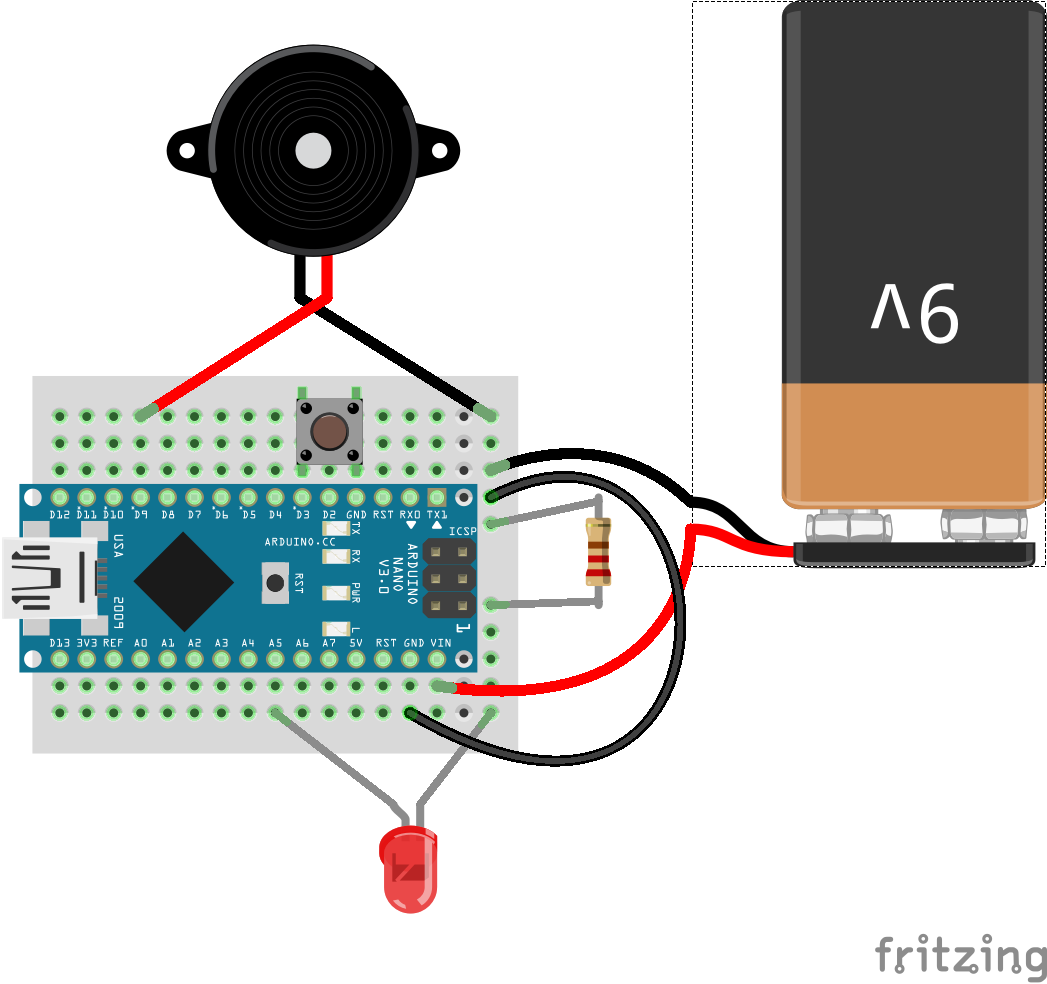 9V
D12 D11 D10 D9 D8 D7 D6 D5 D4 D3 D2 GND RST RX0 TX1
TX
RX
PWR
L
ICSP
1
ARDUINO.CC
RST
ARDUINO
NANO
V3.0
USA
2009
D13 3V3 REF A0 A1 A2 A3 A4 A5 A6 A7 5V RST GND VIN
fritzing